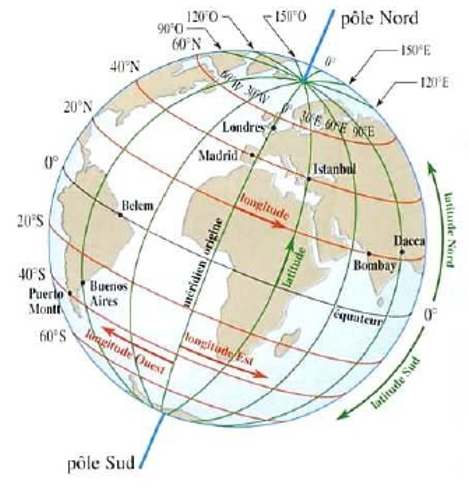 pôle Nord
120°O
150°O
90°O
60°N
150°E
120°E
40°N
60°W 30°W 0° 30°E 60°E 90°E
0°
20°N
Londres
Madrid
Istanbul
0°
longitude
Belem
latitude Nord
20°S
méridien origine
latitude
Dacca
Bombay
40°S
Puerto
Montt
Buenos
Aires
équateur
0°
60°S
longitude Ouest
longitude Est
latitude Sud
pôle Sud